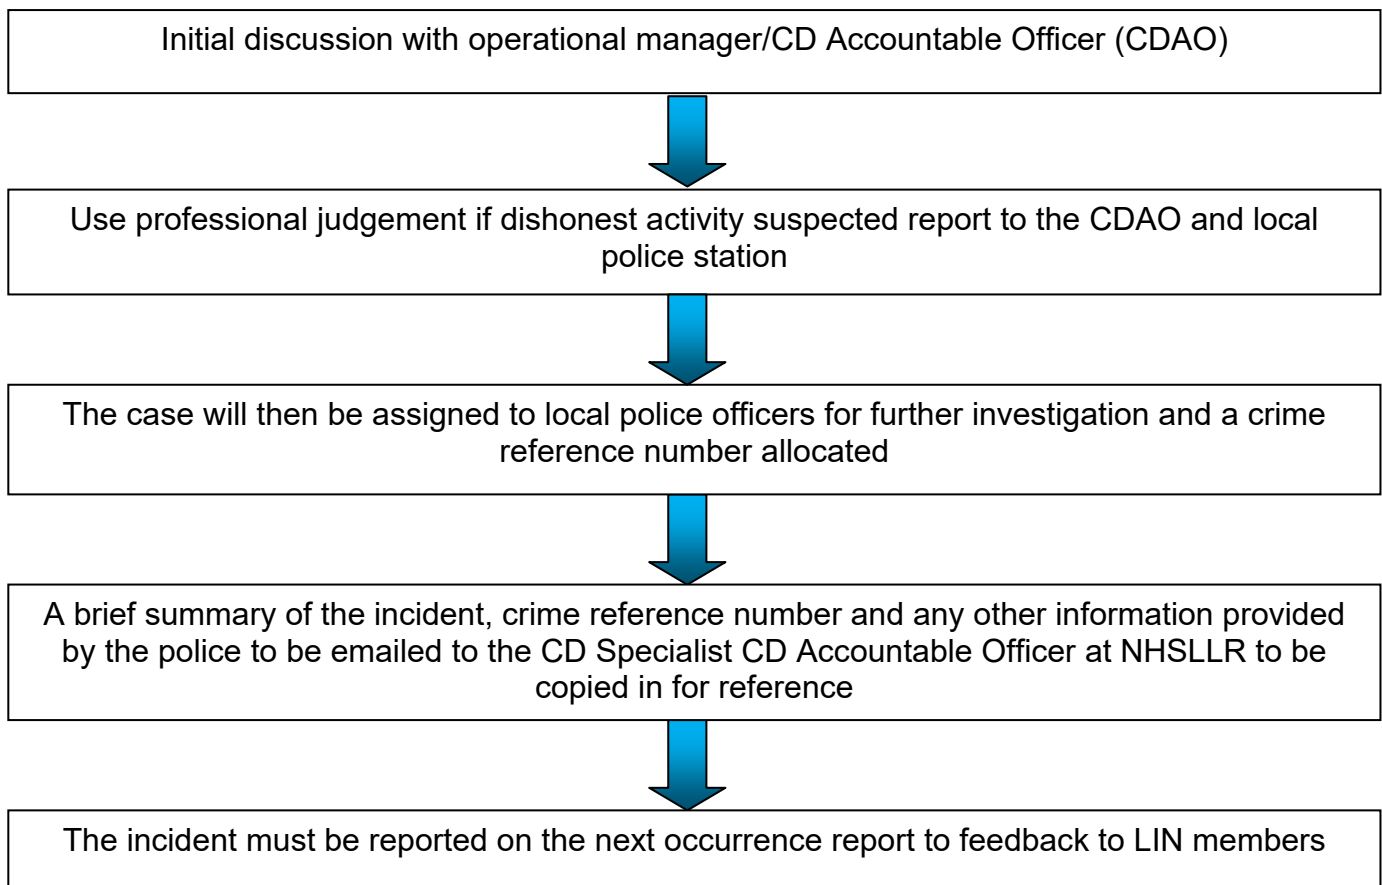 Initial discussion with operational manager/CD Accountable Officer (CDAO)
Use professional judgement if dishonest activity suspected report to the CDAO and local
police station
The case will then be assigned to local police officers for further investigation and a crime
reference number allocated
A brief summary of the incident, crime reference number and any other information provided
by the police to be emailed to the CD Specialist CD Accountable Officer at NHSLLR to be
copied in for reference
The incident must be reported on the next occurrence report to feedback to LIN members